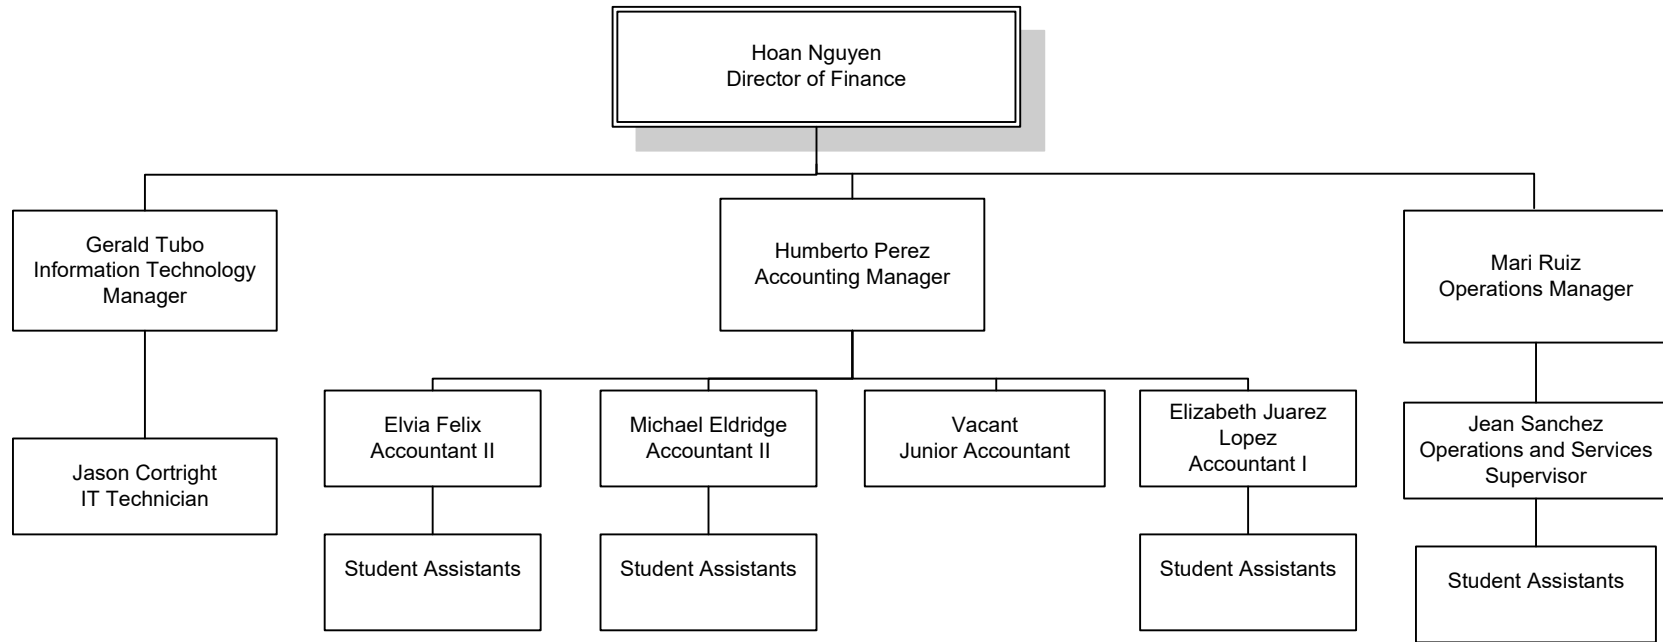 Hoan Nguyen
Director of Finance
Gerald Tubo
Information Technology
Manager
Humberto Perez
Accounting Manager
Mari Ruiz
Operations Manager
Jason Cortright
IT Technician
Elvia Felix
Accountant II
Michael Eldridge
Accountant II
Vacant
Junior Accountant
Elizabeth Juarez
Lopez
Accountant I
Jean Sanchez
Operations and Services
Supervisor
Student Assistants
Student Assistants
Student Assistants
Student Assistants